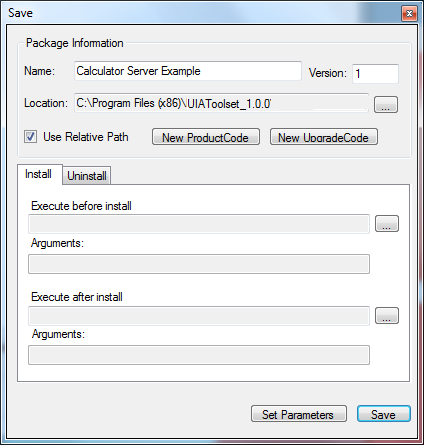 Save
Package Information
Name: Calculator Server Example Version: 1
Location: C:\Program Files (x86)\UIAToolset_1.0.0' ...
Use Relative Path New ProductCode New UpgradeCode
Install Uninstall
Execute before install
...
Arguments:
Execute after install
...
Arguments:
Set Parameters Save